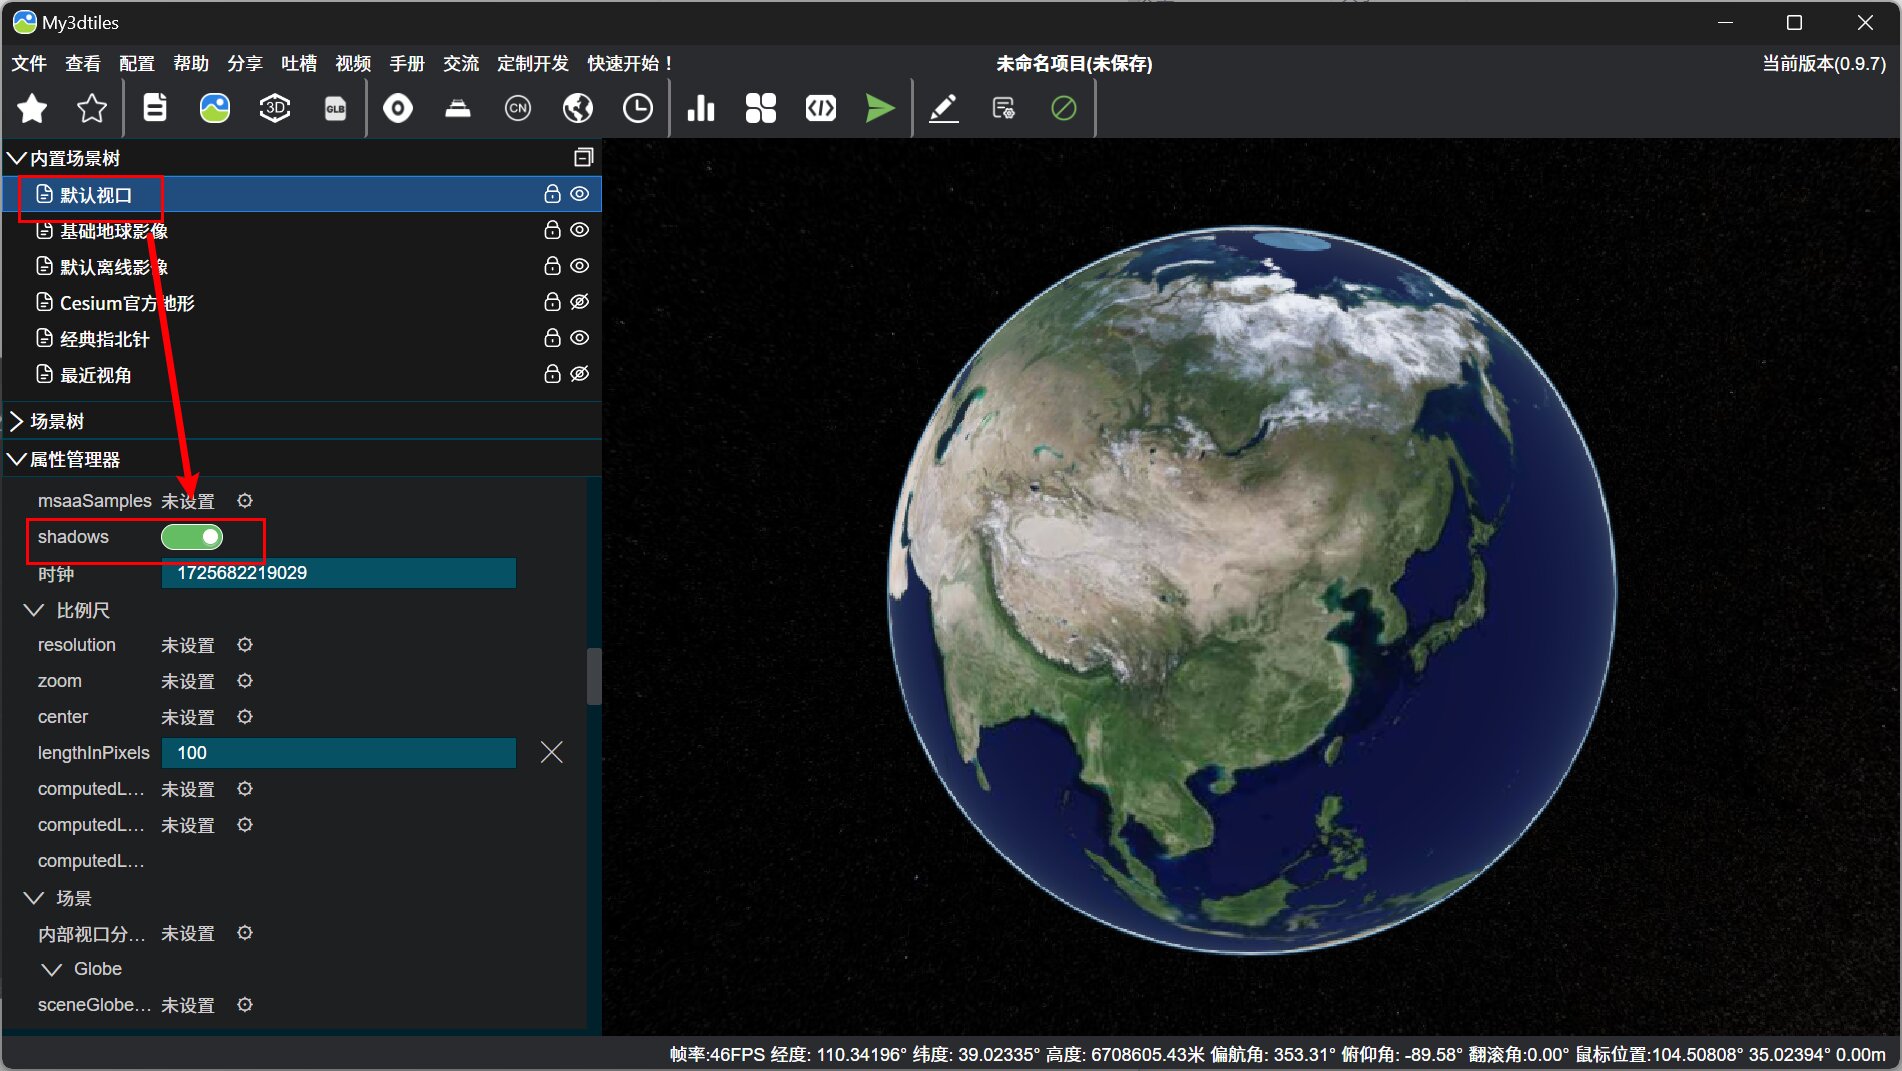 My3dtiles
文件 查看 配置 帮助 分享 吐槽 视频 手册 交流 定制开发 快速开始！ 未命名项目(未保存) 当前版本(0.9.7)
3D GLB CN
内置场景树
默认视口
基础地球影像
默认离线影像
Cesium官方地形
经典指北针
最近视角
场景树
属性管理器
msaaSamples 未设置
shadows
时钟 1725682219029
比例尺
resolution 未设置
zoom 未设置
center 未设置
lengthInPixels 100
computedL... 未设置
computedL... 未设置
computedL...
场景
内部视口分... 未设置
Globe
sceneGlobe... 未设置
帧率:46FPS 经度: 110.34196° 纬度: 39.02335° 高度: 6708605.43米 偏航角: 353.31° 俯仰角: -89.58° 翻滚角:0.00° 鼠标位置:104.50808° 35.02394° 0.00m